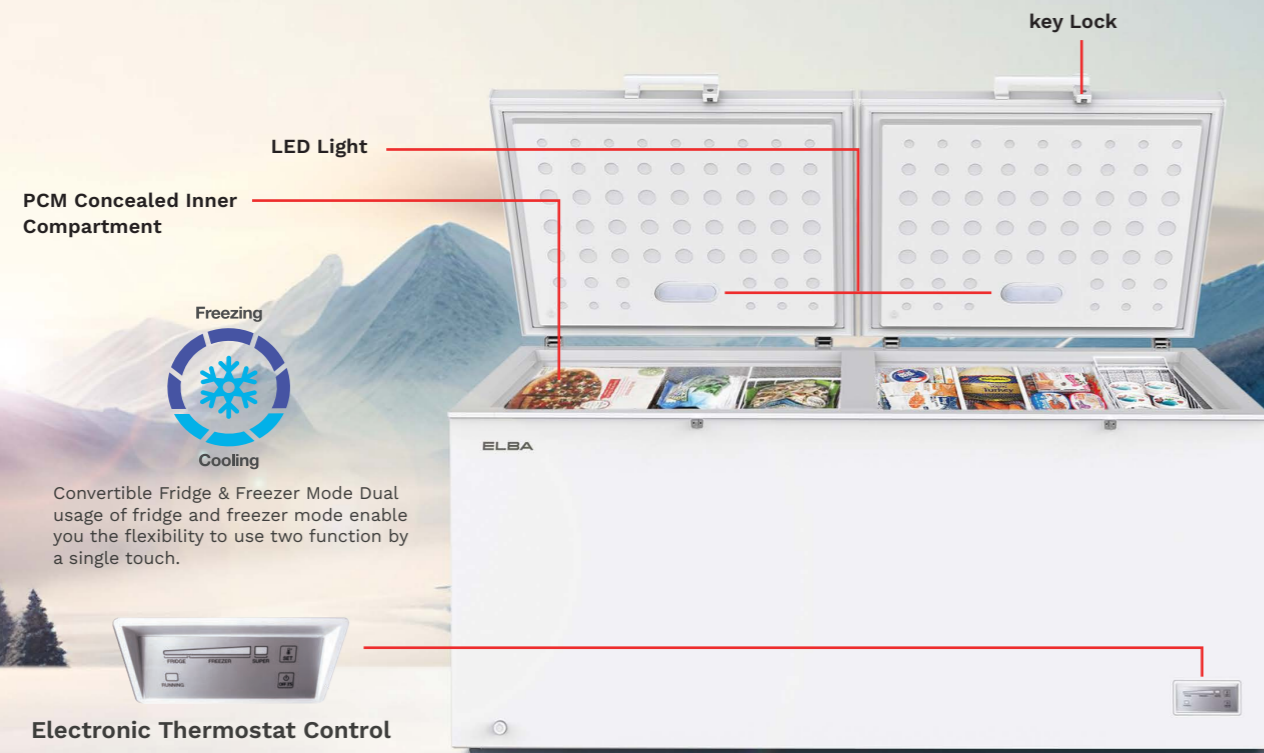 key Lock
LED Light
PCM Concealed Inner
Compartment
Freezing
Cooling
Convertible Fridge & Freezer Mode Dual
usage of fridge and freezer mode enable
you the flexibility to use two function by
a single touch.
ELBA
FRIDGE FREEZER SUPER SET
RUNNING
Electronic Thermostat Control
Turkey